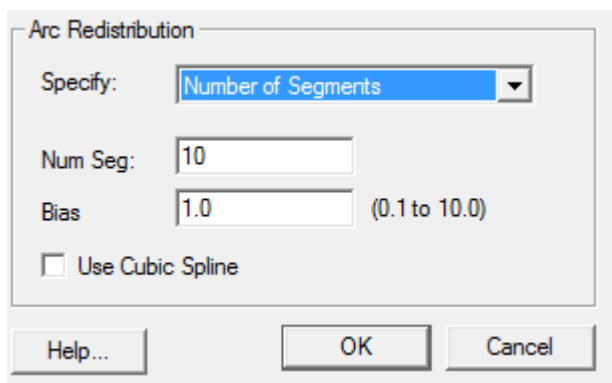 Arc Redistribution
Specify: Number of Segments
Num Seg: 10
Bias 1.0 (0.1 to 10.0)
Use Cubic Spline
Help... OK Cancel